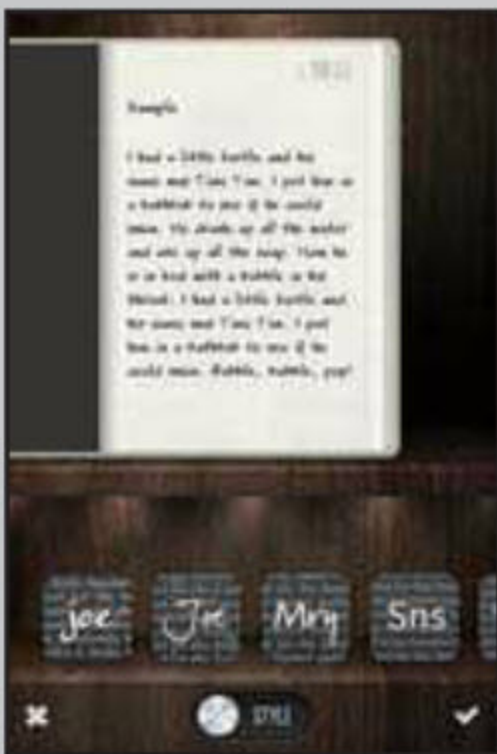 Sample
I had a little turtle and his
name was Tiny Tim. I put him in
a bathtub to see if he could
swim. He drank up all the water
and ate up all the soap. Now he
is in bed with a bubble in his
throat. I had a little turtle and
his name was Tiny Tim. I put
him in a bathtub to see if he
could swim. Bubble, bubble, pop!
joe
Joe
Mry
Sns
STYLE